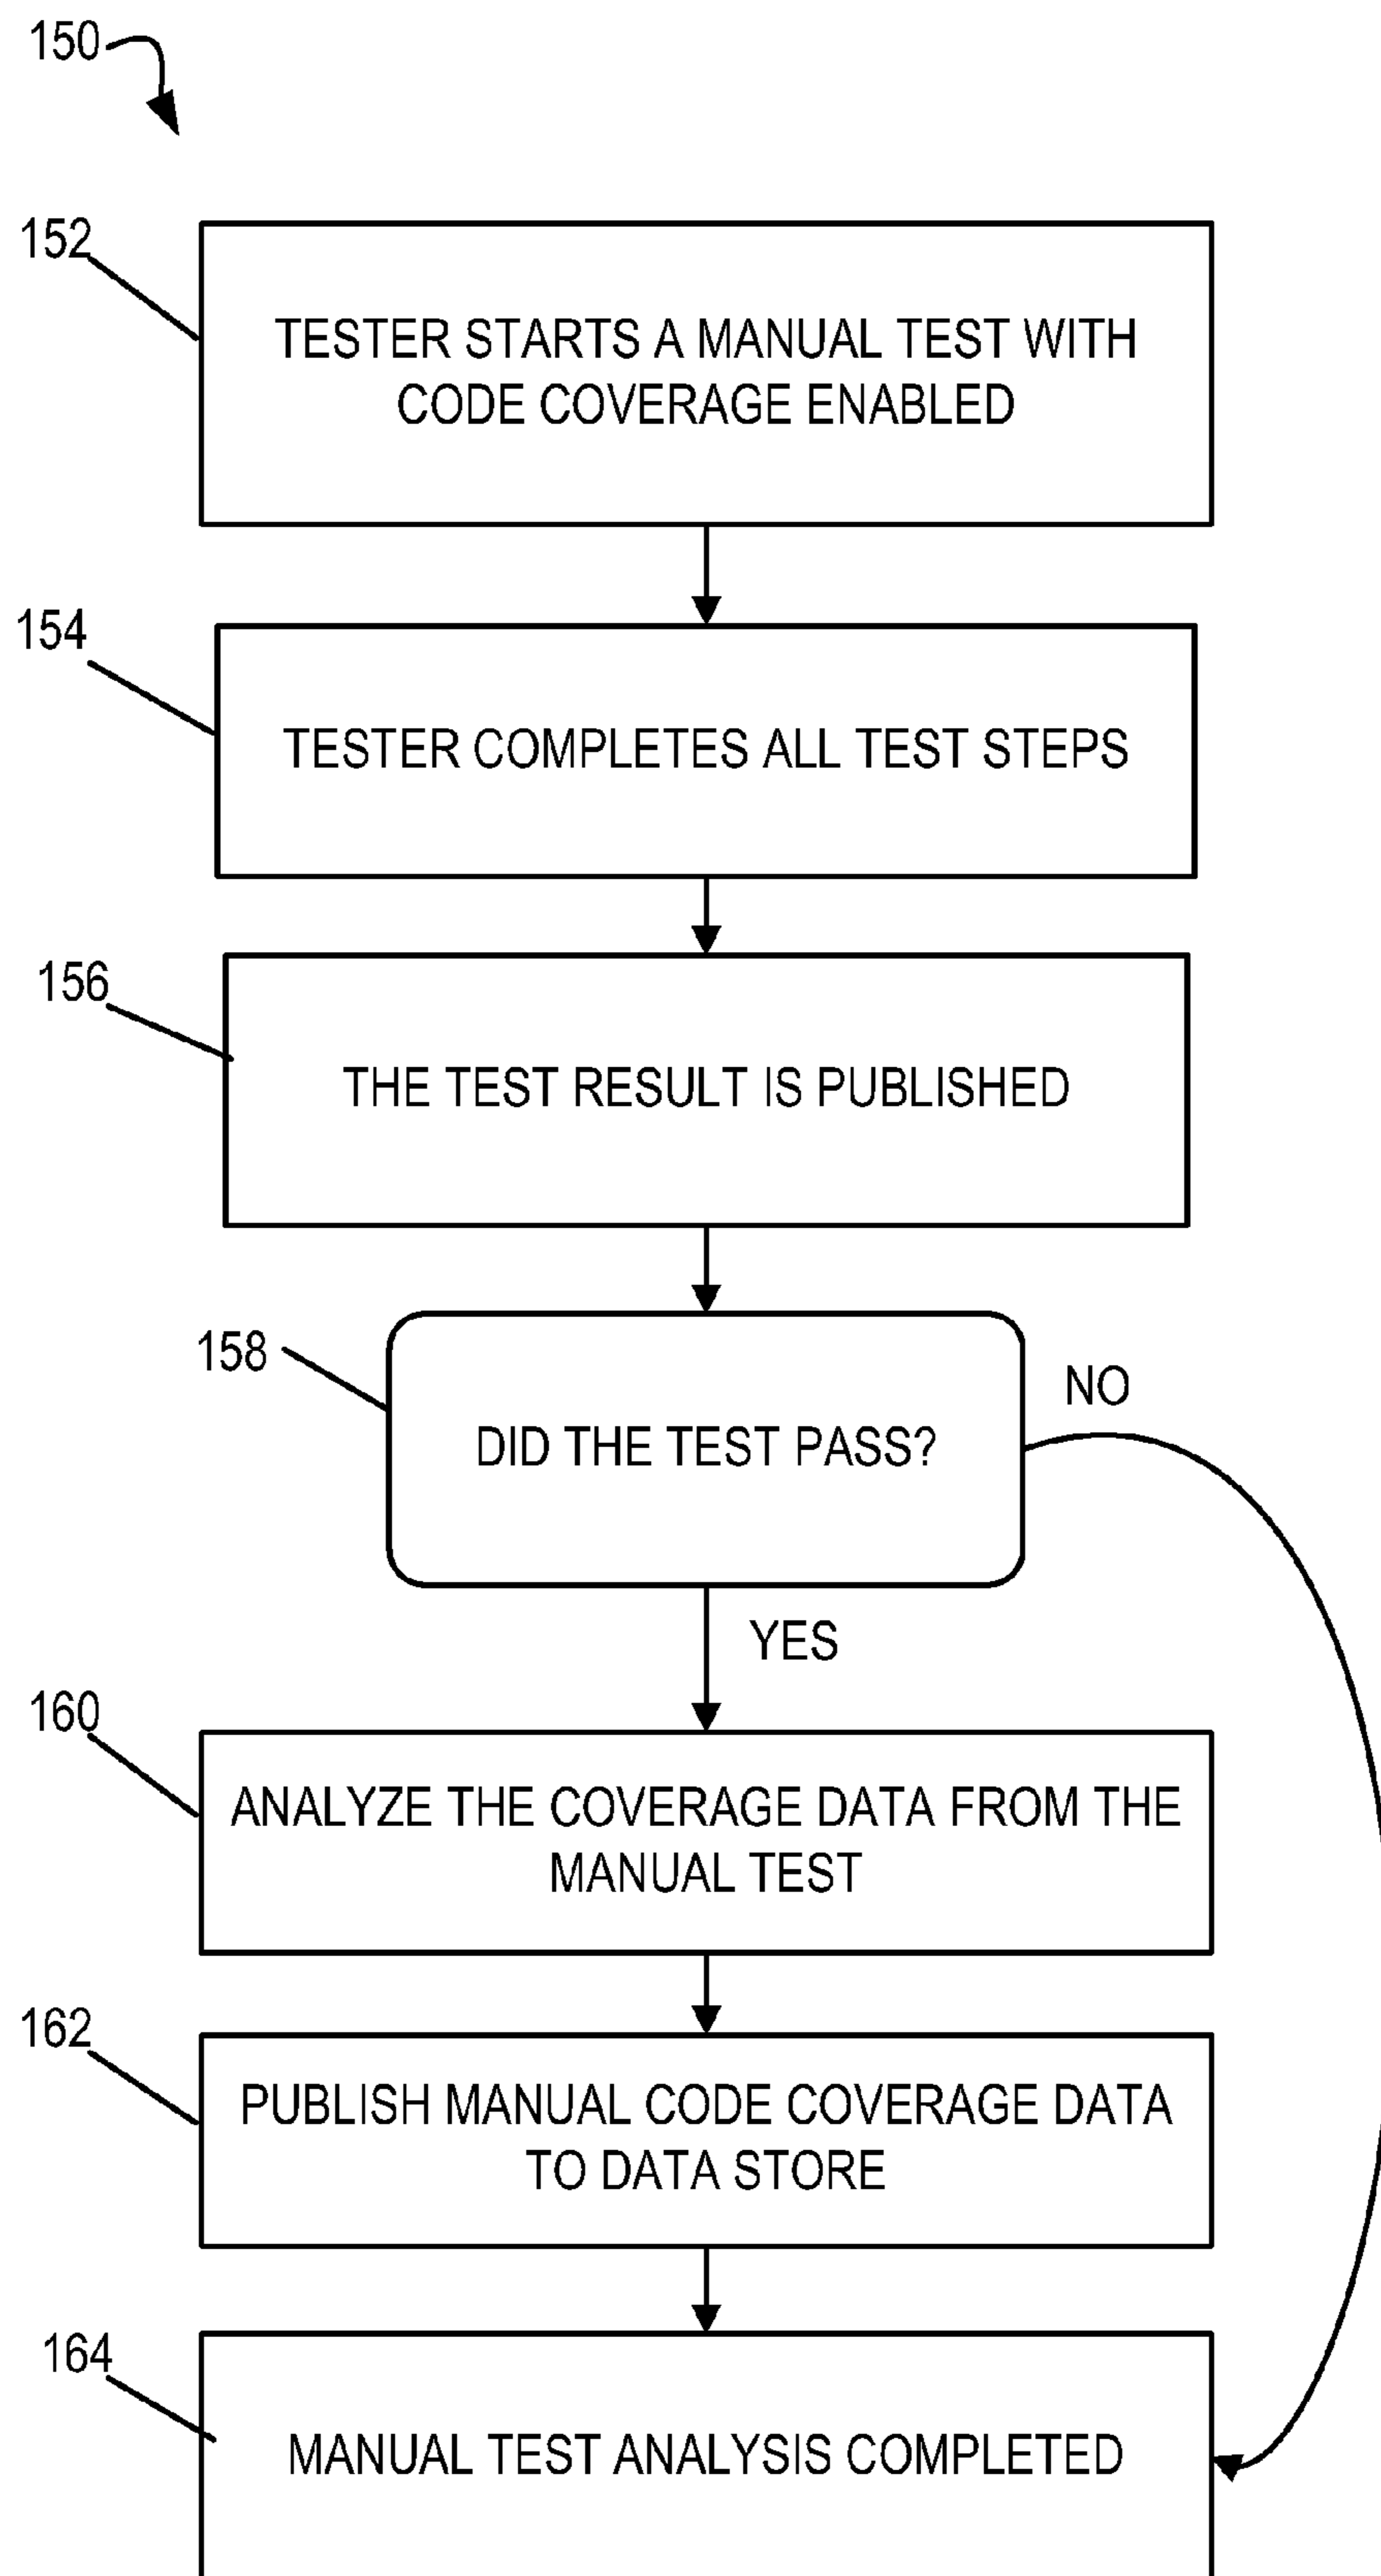 150
152
TESTER STARTS A MANUAL TEST WITH
CODE COVERAGE ENABLED
154
TESTER COMPLETES ALL TEST STEPS
156
THE TEST RESULT IS PUBLISHED
158
NO
DID THE TEST PASS?
YES
160
ANALYZE THE COVERAGE DATA FROM THE
MANUAL TEST
162
PUBLISH MANUAL CODE COVERAGE DATA
TO DATA STORE
164
MANUAL TEST ANALYSIS COMPLETED